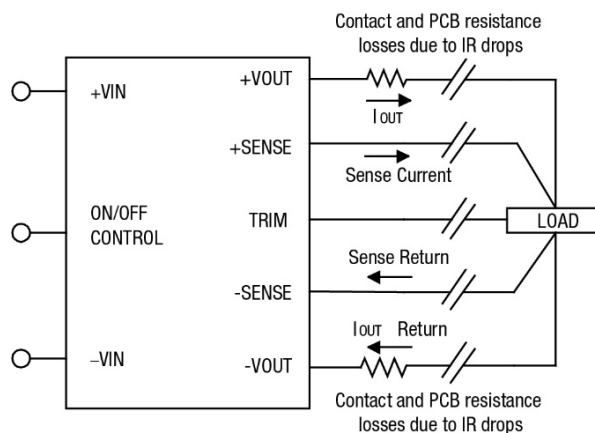 Contact and PCB resistance
losses due to IR drops
+VOUT
+VIN
IOUT
+SENSE
Sense Current
ON/OFF
CONTROL
TRIM
LOAD
Sense Return
-SENSE
IOUT Return
–VIN
-VOUT
Contact and PCB resistance
losses due to IR drops